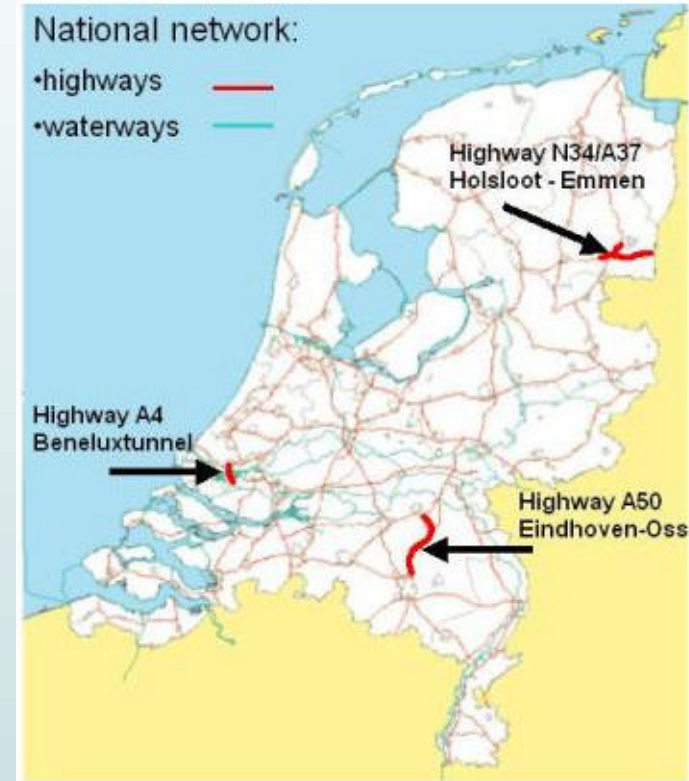 National network:
•highways
•waterways
Highway N34/A37
Holsloot - Emmen
Highway A4
Beneluxtunnel
Highway A50
Eindhoven-Oss